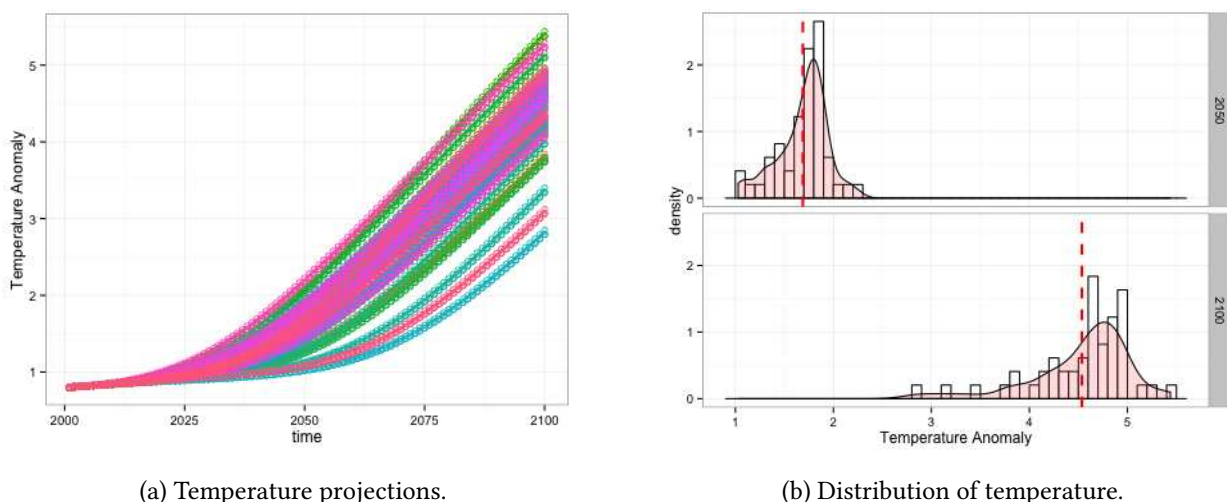 Temperature Anomaly
5
4
3
2
1
2000 2025 2050 2075 2100
time
(a) Temperature projections.
density
2
1
0
2050
2
1
0
2100
1 2 3 4 5
Temperature Anomaly
(b) Distribution of temperature.